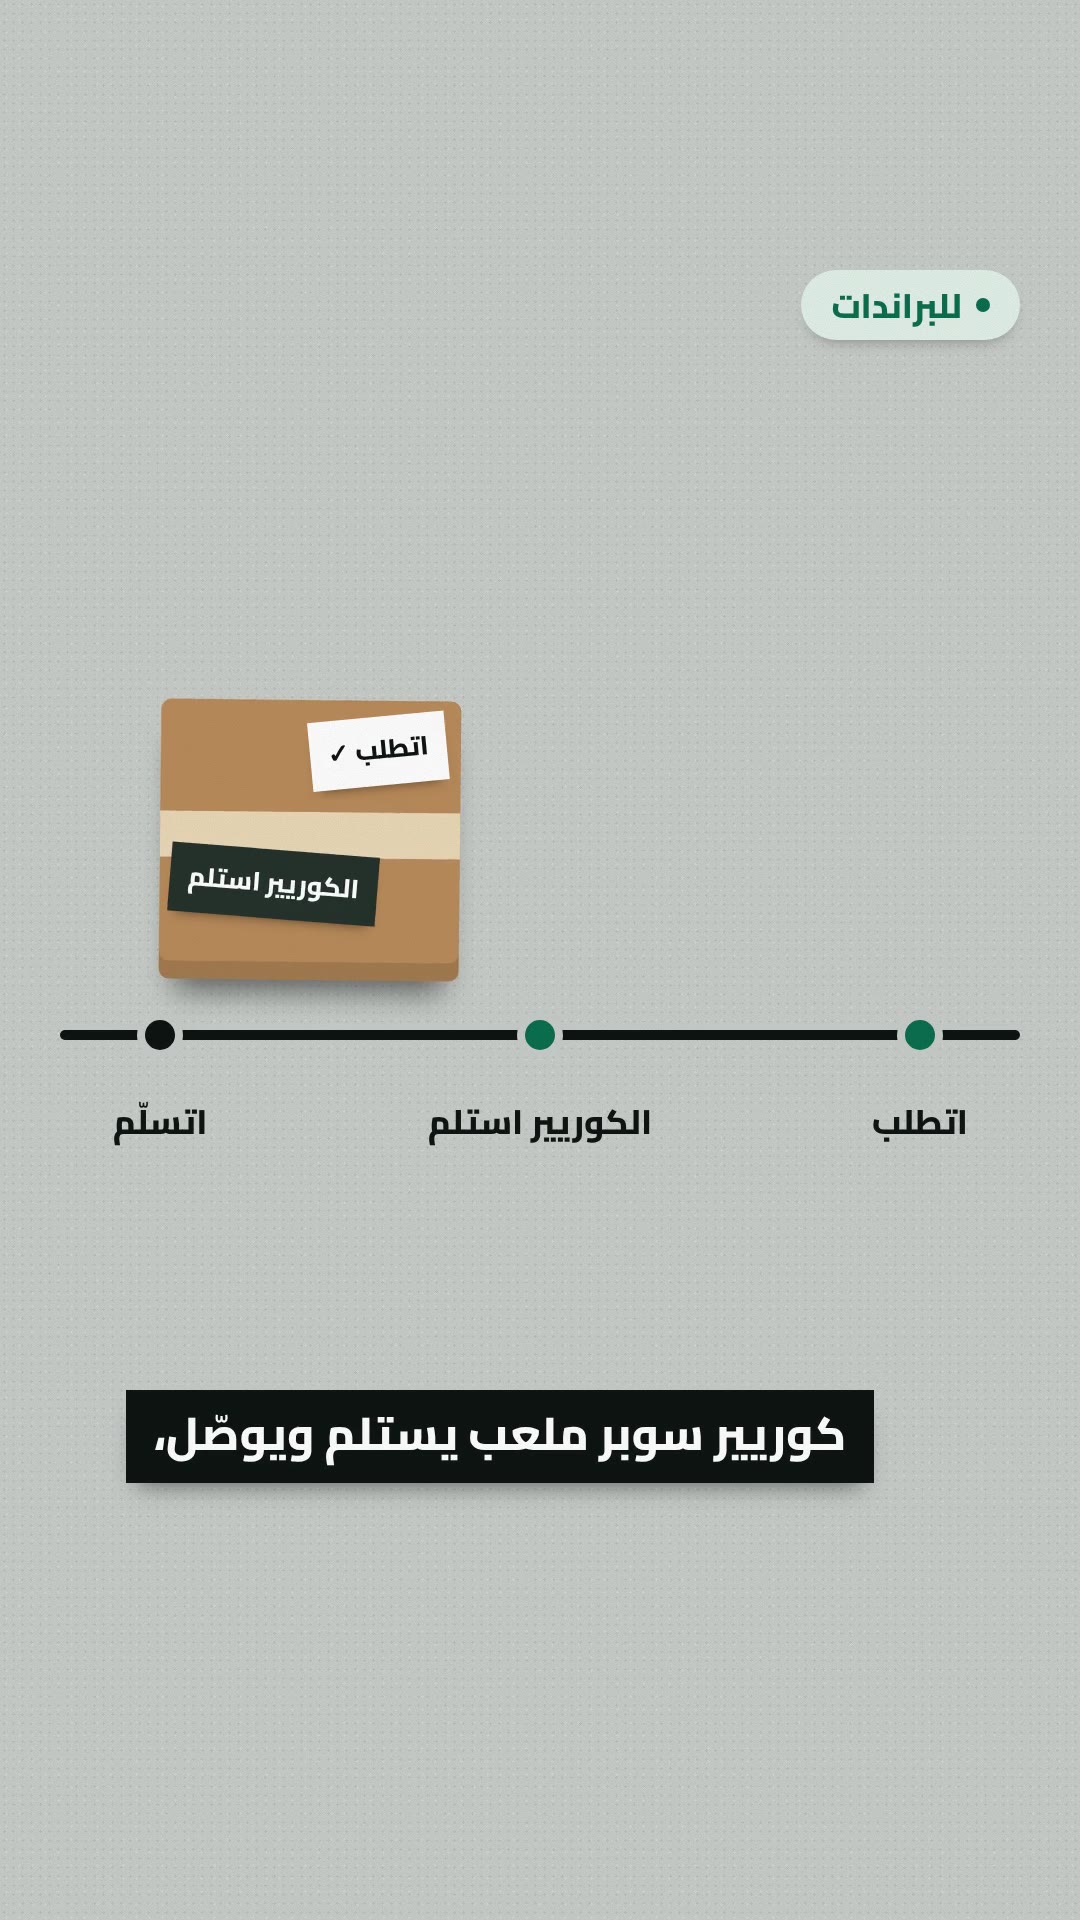 للبراندات
اتطلب ✓
الكوريير استلم
اتطلب
الكوريير استلم
اتسلّم
كوريير سوبر ملعب يستلم ويوصّل،